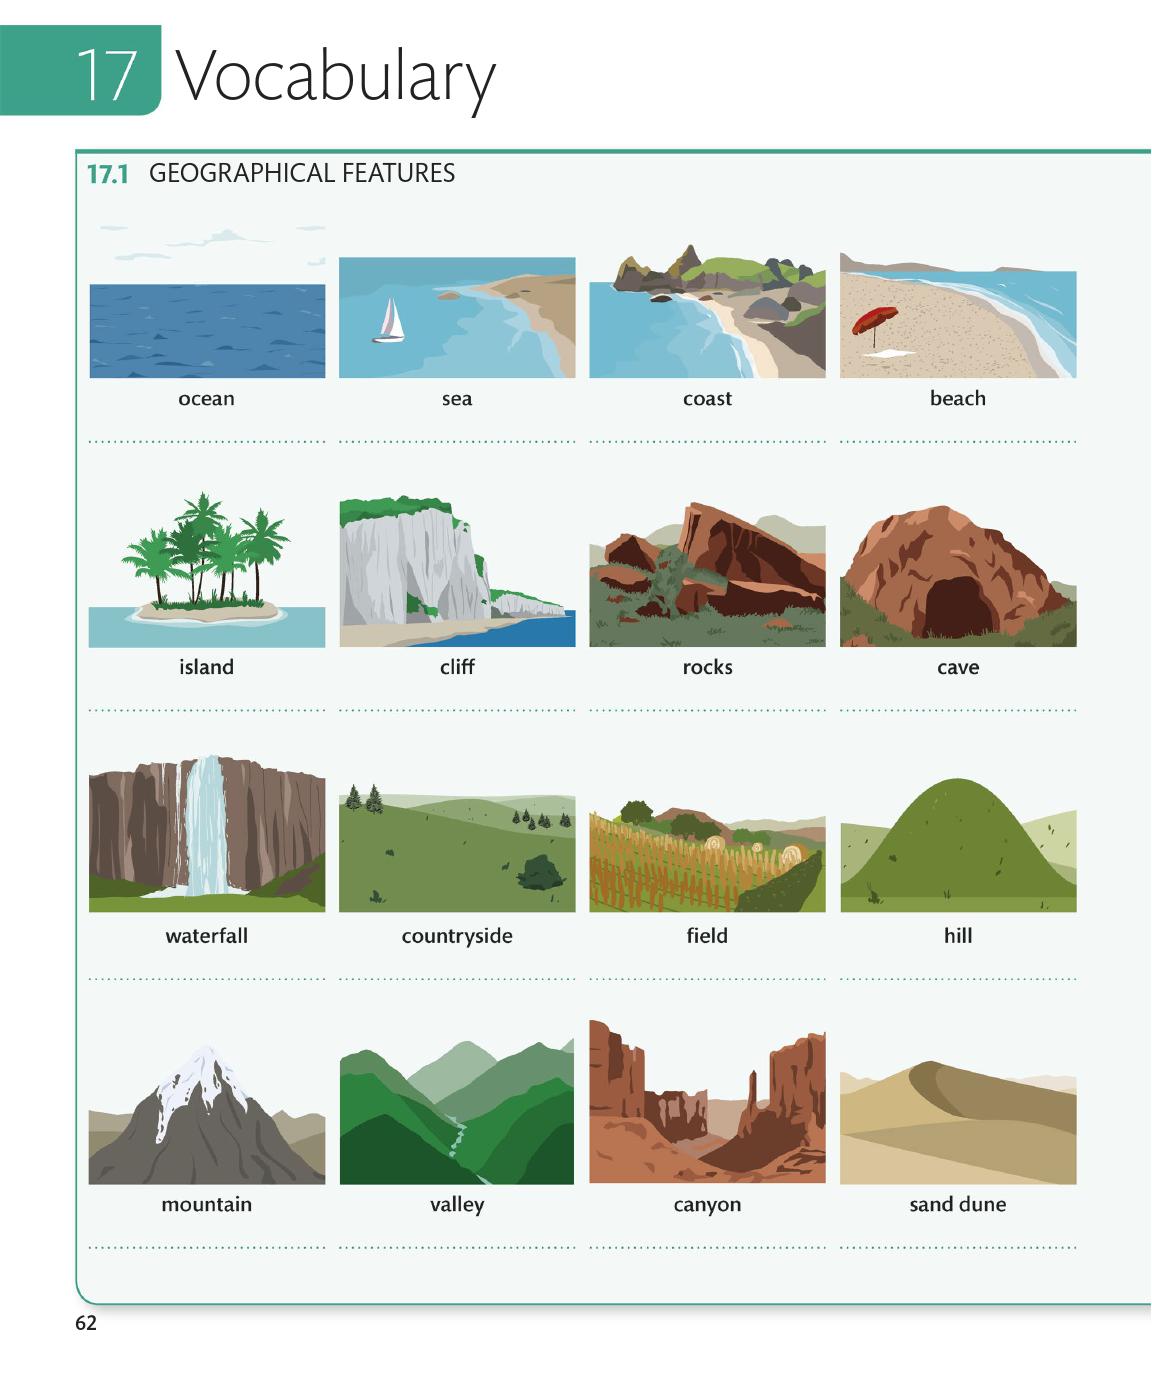 17 Vocabulary
17.1 GEOGRAPHICAL FEATURES
ocean sea coast beach
island cliff rocks cave
waterfall countryside field hill
mountain valley canyon sand dune
62